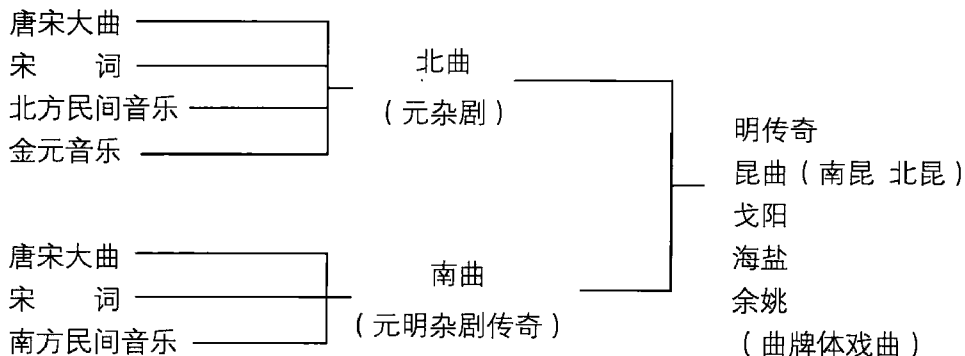 唐宋大曲
宋 词
北方民间音乐
金元音乐
北曲
（元杂剧）
唐宋大曲
宋 词
南方民间音乐
南曲
（元明杂剧传奇）
明传奇
昆曲（南昆 北昆）
弋阳
海盐
余姚
（曲牌体戏曲）